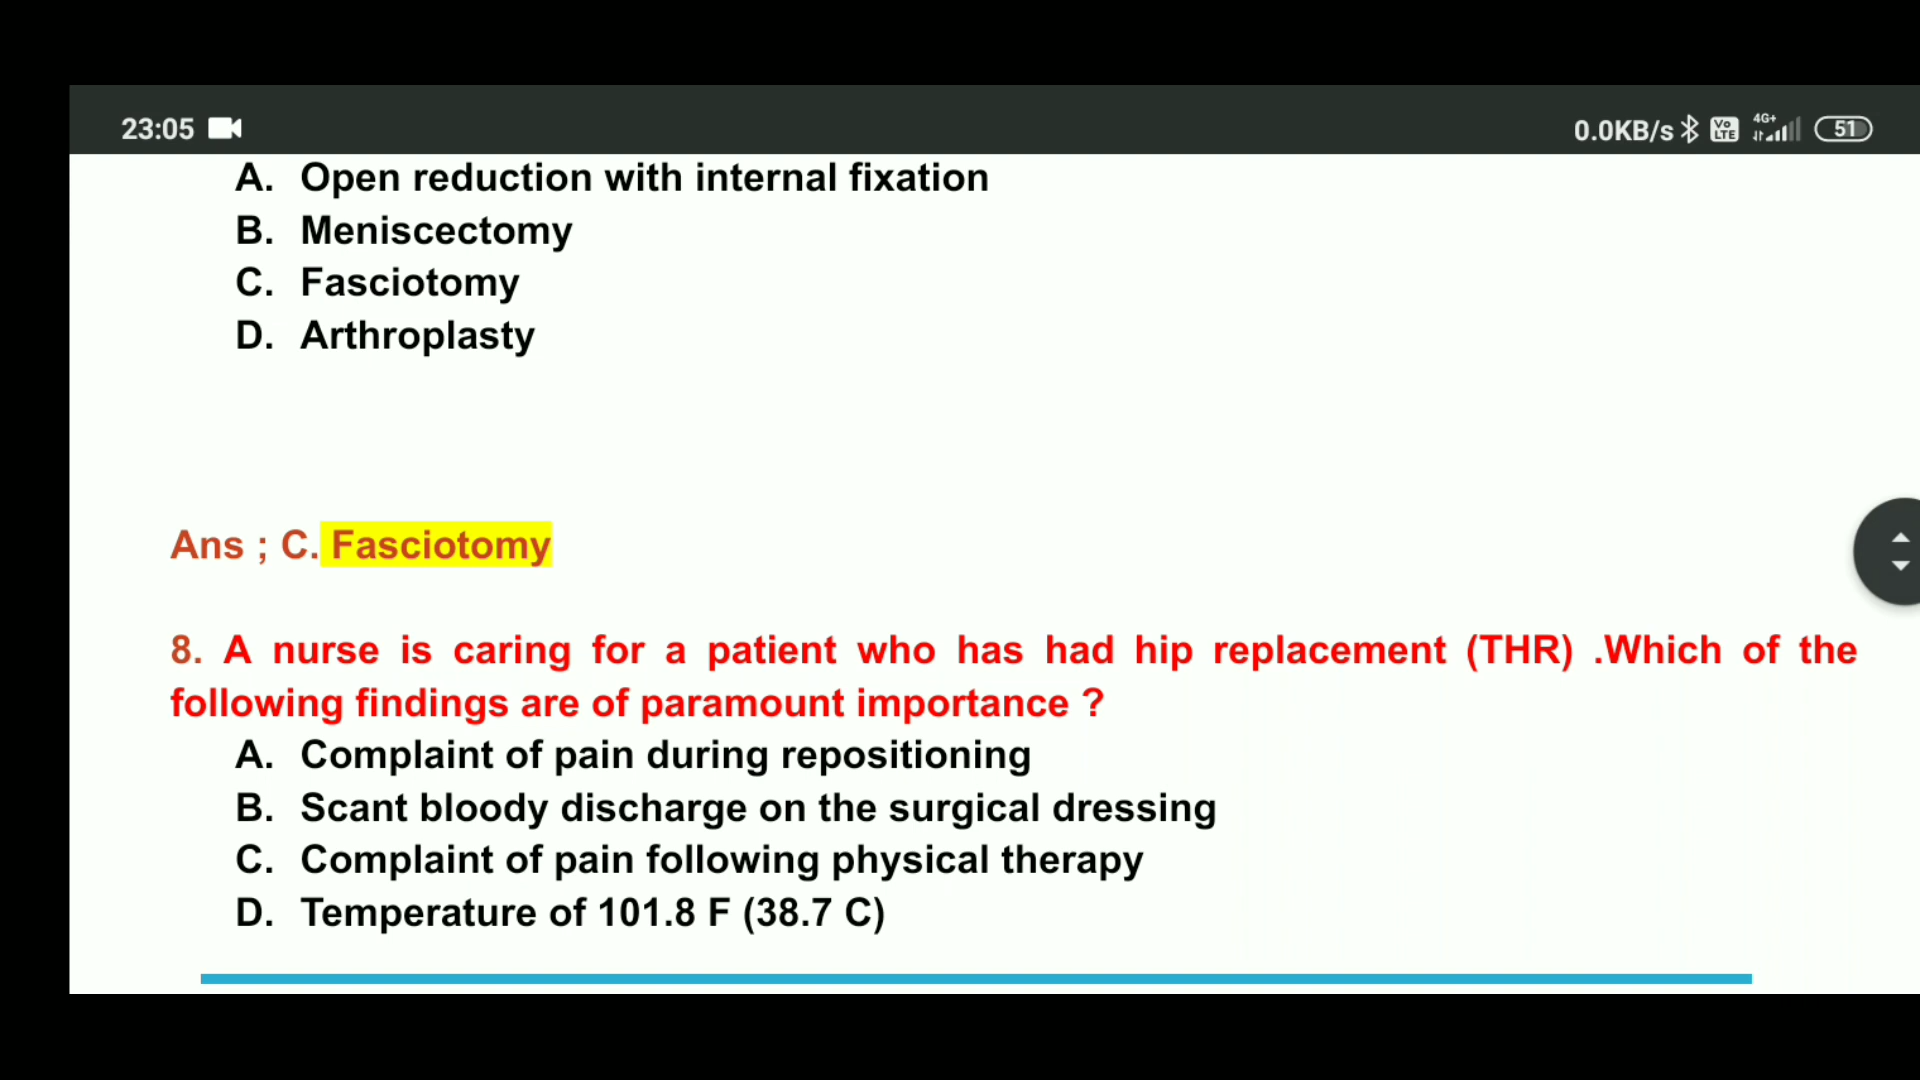 23:05 0.0KB/s Vo LTE 4G+ 51
A. Open reduction with internal fixation
B. Meniscectomy
C. Fasciotomy
D. Arthroplasty
Ans ; C. Fasciotomy
8. A nurse is caring for a patient who has had hip replacement (THR) .Which of the
following findings are of paramount importance ?
A. Complaint of pain during repositioning
B. Scant bloody discharge on the surgical dressing
C. Complaint of pain following physical therapy
D. Temperature of 101.8 F (38.7 C)